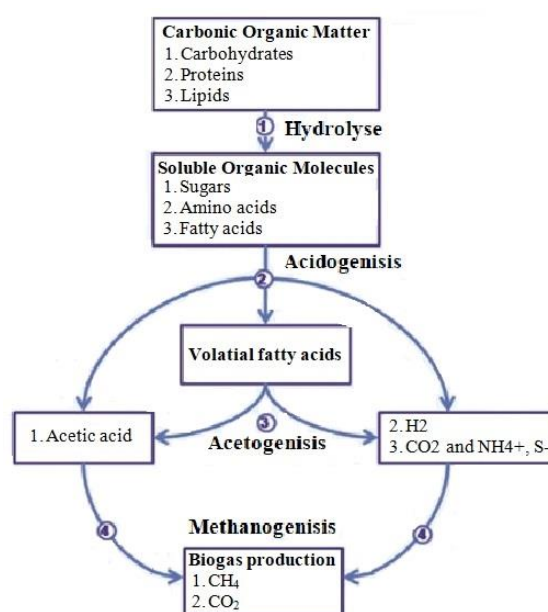 Carbonic Organic Matter
1. Carbohydrates
2. Proteins
3. Lipids
1
Hydrolyse
Soluble Organic Molecules
1. Sugars
2. Amino acids
3. Fatty acids
Acidogenisis
2
Volatial fatty acids
1. Acetic acid
3
Acetogenisis
2. H2
3. CO2 and NH4+, S-
4
Methanogenisis
4
Biogas production
1. CH₄
2. CO₂